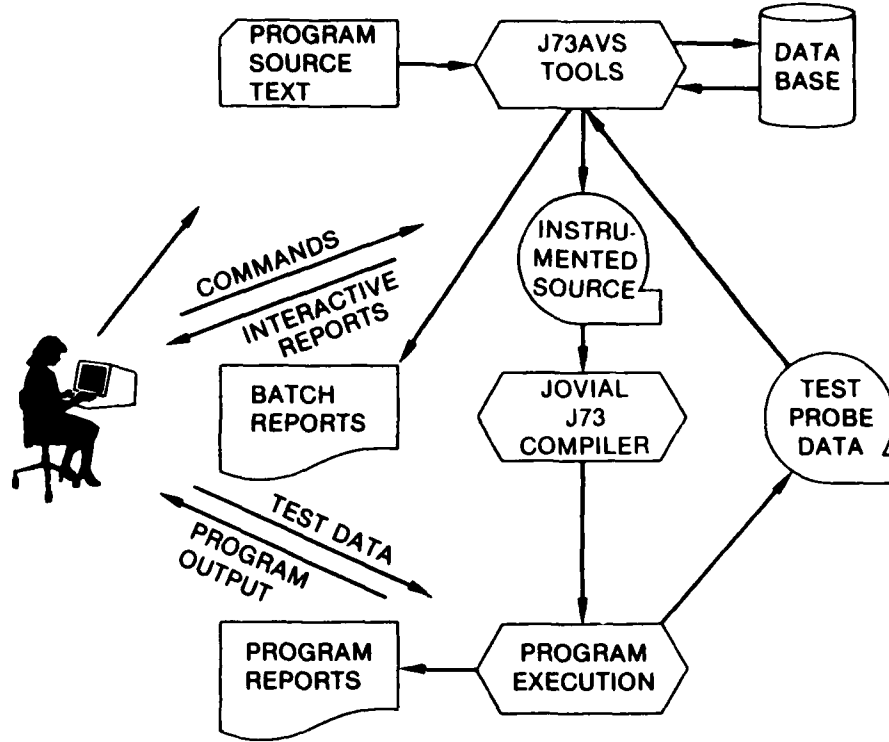 PROGRAM
SOURCE
TEXT
J73AVS
TOOLS
DATA
BASE
COMMANDS
INTERACTIVE
REPORTS
INSTRU-
MENTED
SOURCE
BATCH
REPORTS
JOVIAL
J73
COMPILER
TEST
PROBE
DATA
TEST DATA
PROGRAM
OUTPUT
PROGRAM
REPORTS
PROGRAM
EXECUTION